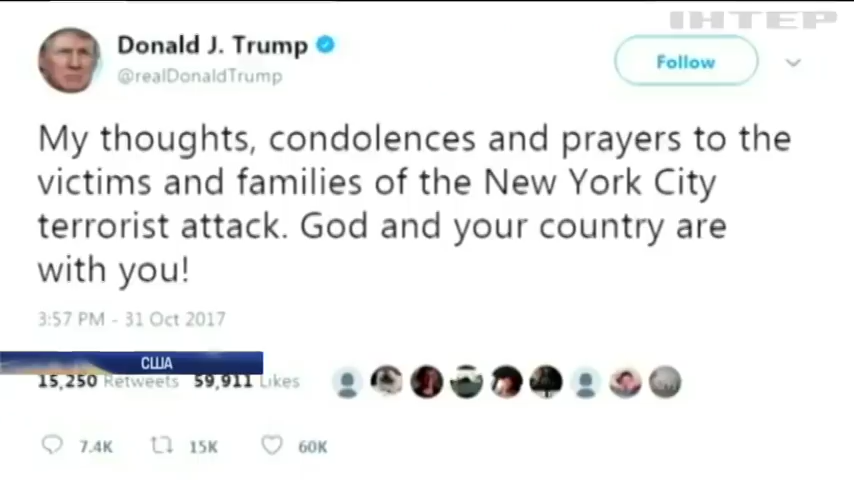 ІНТЕР
Donald J. Trump
@realDonaldTrump
Follow
My thoughts, condolences and prayers to the
victims and families of the New York City
terrorist attack. God and your country are
with you!
3:57 PM - 31 Oct 2017
США
15,250 Retweets 59,911 Likes
7.4K 15K 60K